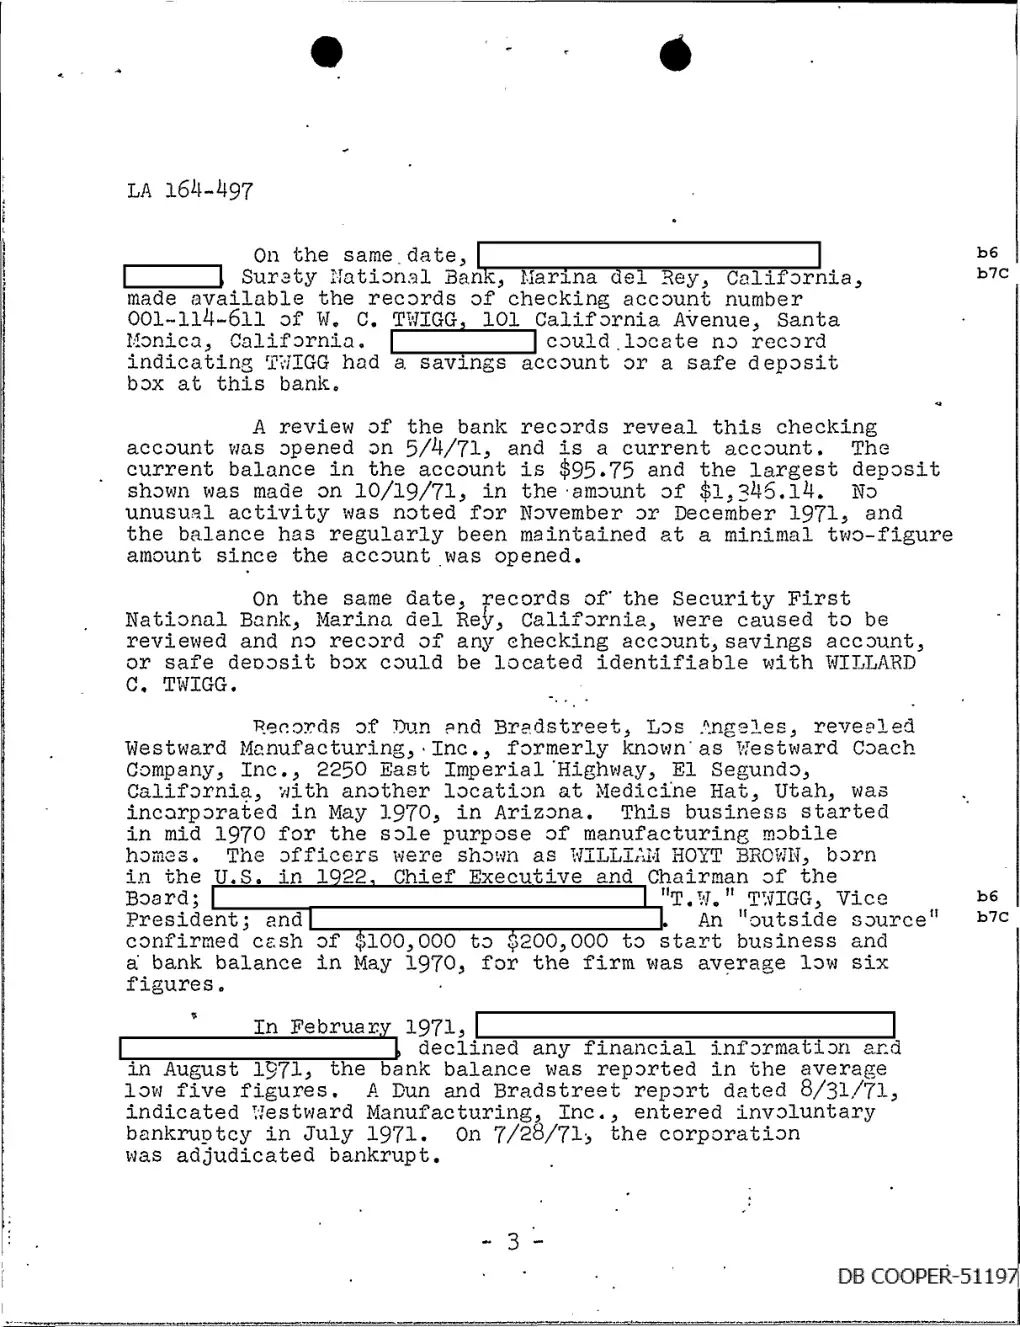 LA 164-497
On the same date,
b6
Surety National Bank, Marina del Rey, California,
b7C
made available the records of checking account number
001-114-611 of W. C. TWIGG, 101 California Avenue, Santa
Monica, California. could locate no record
indicating TWIGG had a savings account or a safe deposit
box at this bank.
A review of the bank records reveal this checking
account was opened on 5/4/71, and is a current account. The
current balance in the account is $95.75 and the largest deposit
shown was made on 10/19/71, in the amount of $1,346.14. No
unusual activity was noted for November or December 1971, and
the balance has regularly been maintained at a minimal two-figure
amount since the account was opened.
On the same date, records of the Security First
National Bank, Marina del Rey, California, were caused to be
reviewed and no record of any checking account, savings account,
or safe deposit box could be located identifiable with WILLARD
C. TWIGG.
Records of Dun and Bradstreet, Los Angeles, revealed
Westward Manufacturing, Inc., formerly known as Westward Coach
Company, Inc., 2250 East Imperial Highway, El Segundo,
California, with another location at Medicine Hat, Utah, was
incorporated in May 1970, in Arizona. This business started
in mid 1970 for the sole purpose of manufacturing mobile
homes. The officers were shown as WILLIAM HOYT BROWN, born
in the U.S. in 1922, Chief Executive and Chairman of the
Board; "T.W." TWIGG, Vice
b6
President; and . An "outside source"
b7C
confirmed cash of $100,000 to $200,000 to start business and
a bank balance in May 1970, for the firm was average low six
figures.
In February 1971,
, declined any financial information and
in August 1971, the bank balance was reported in the average
low five figures. A Dun and Bradstreet report dated 8/31/71,
indicated Westward Manufacturing, Inc., entered involuntary
bankruptcy in July 1971. On 7/28/71, the corporation
was adjudicated bankrupt.
- 3 -
DB COOPER-51197